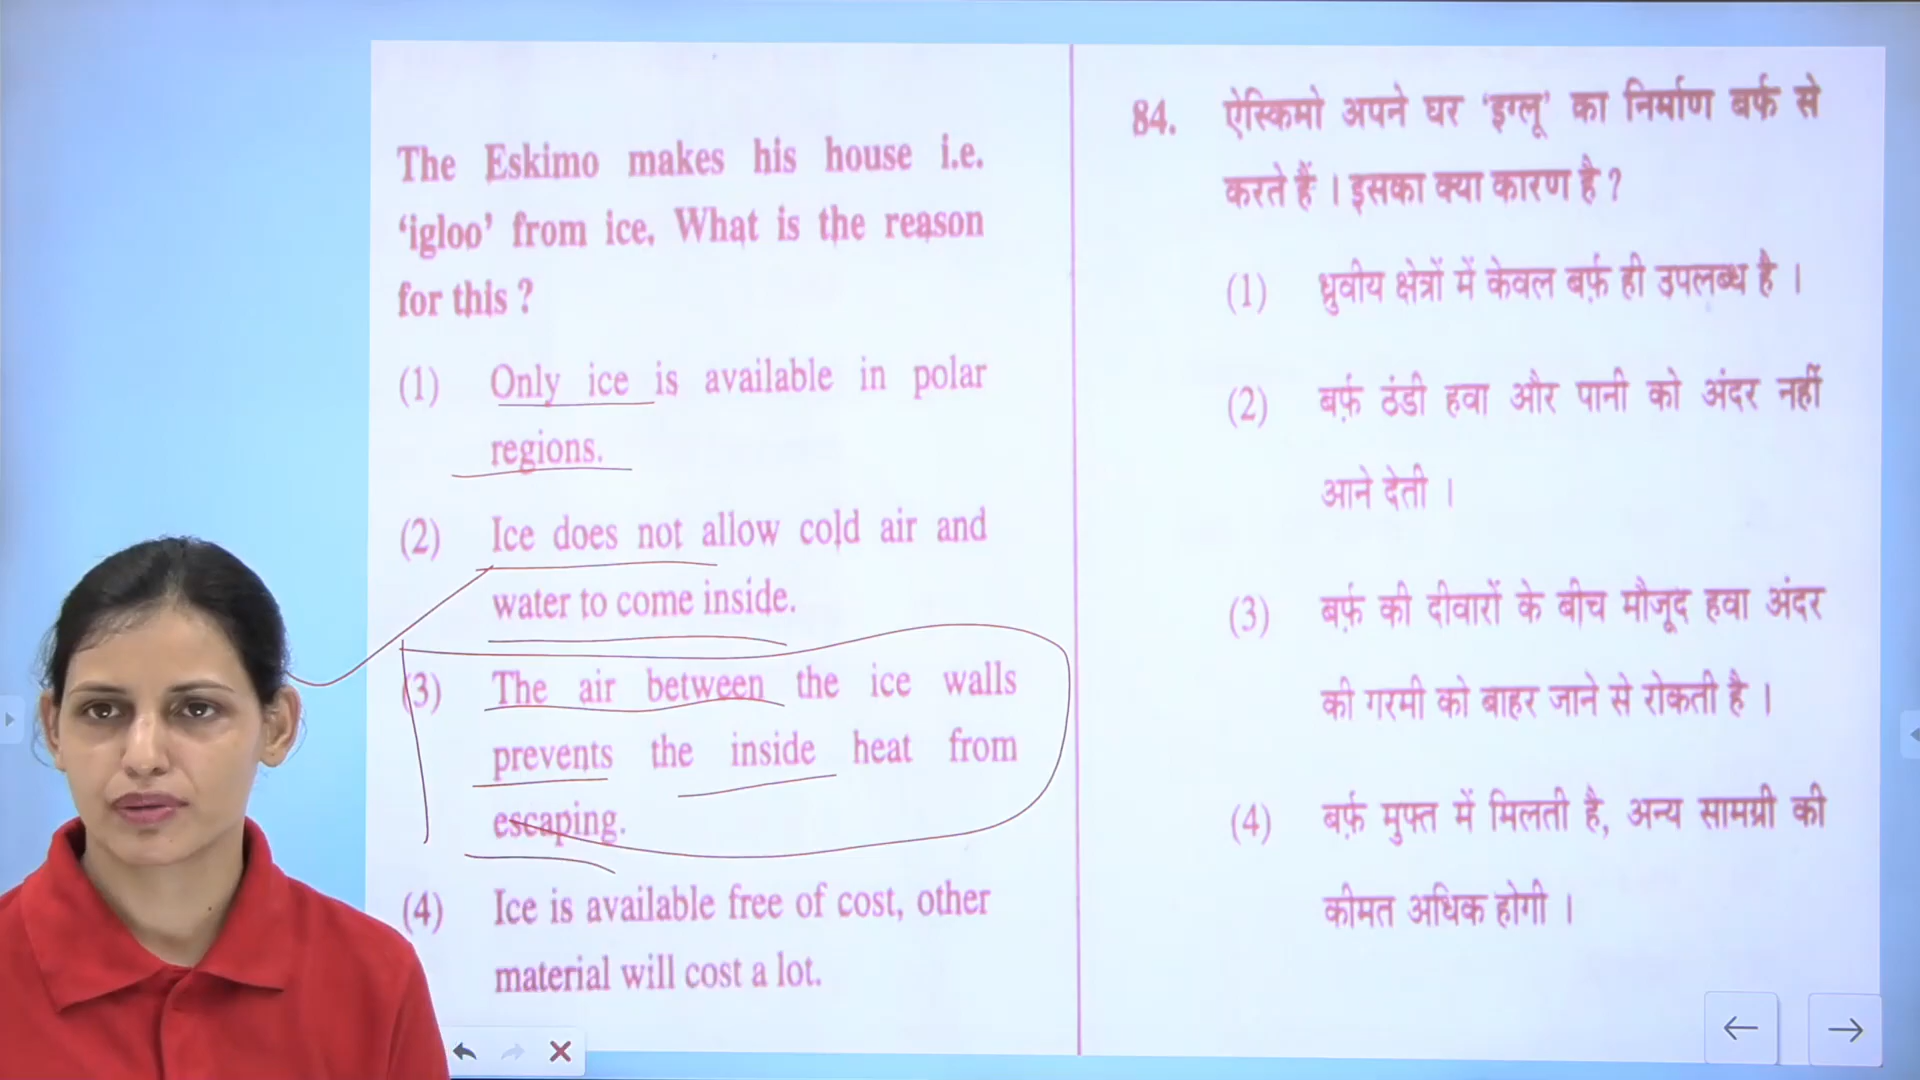 The Eskimo makes his house i.e.
‘igloo’ from ice. What is the reason
for this ?
(1) Only ice is available in polar
regions.
(2) Ice does not allow cold air and
water to come inside.
(3) The air between the ice walls
prevents the inside heat from
escaping.
(4) Ice is available free of cost, other
material will cost a lot.
84. ऐस्किमो अपने घर ‘इग्लू’ का निर्माण बर्फ से
करते हैं । इसका क्या कारण है ?
(1) ध्रुवीय क्षेत्रों में केवल बर्फ़ ही उपलब्ध है ।
(2) बर्फ़ ठंडी हवा और पानी को अंदर नहीं
आने देती ।
(3) बर्फ़ की दीवारों के बीच मौजूद हवा अंदर
की गरमी को बाहर जाने से रोकती है ।
(4) बर्फ़ मुफ्त में मिलती है, अन्य सामग्री की
कीमत अधिक होगी ।